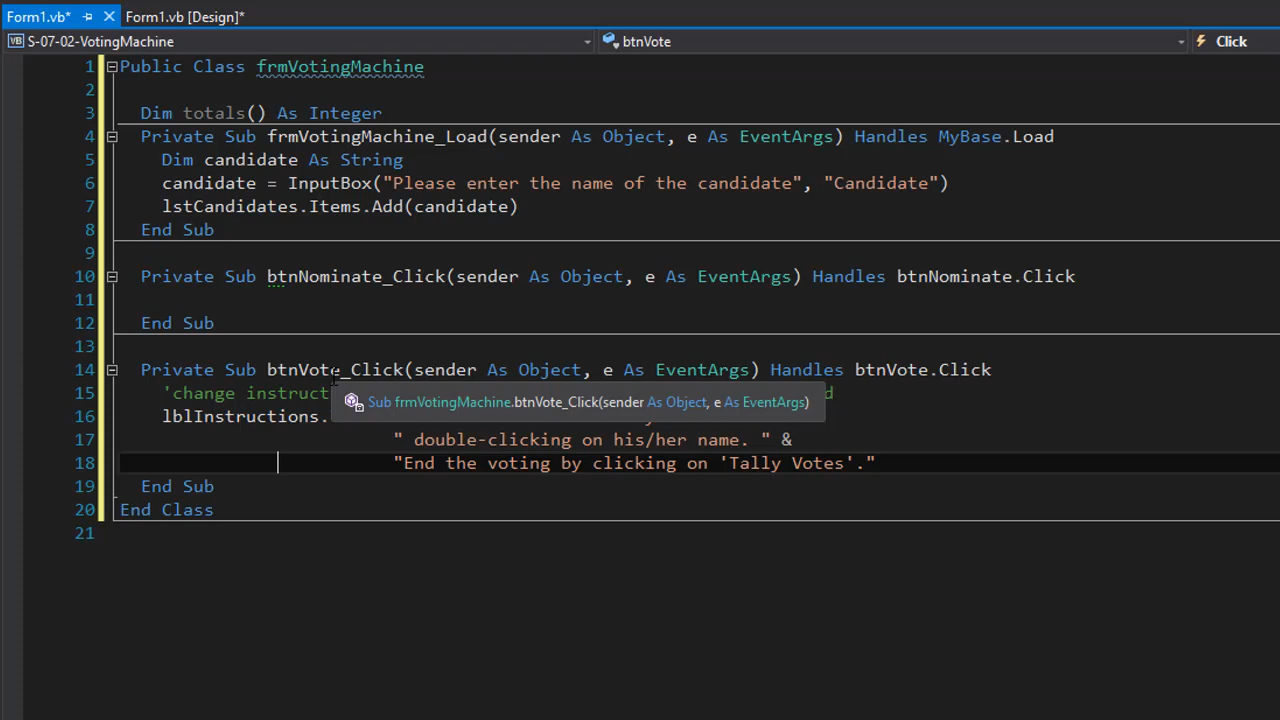 Form1.vb* Form1.vb [Design]*
VB S-07-02-VotingMachine btnVote Click
1 Public Class frmVotingMachine
2
3 Dim totals() As Integer
4 Private Sub frmVotingMachine_Load(sender As Object, e As EventArgs) Handles MyBase.Load
5 Dim candidate As String
6 candidate = InputBox("Please enter the name of the candidate", "Candidate")
7 lstCandidates.Items.Add(candidate)
8 End Sub
9
10 Private Sub btnNominate_Click(sender As Object, e As EventArgs) Handles btnNominate.Click
11
12 End Sub
13
14 Private Sub btnVote_Click(sender As Object, e As EventArgs) Handles btnVote.Click
15 'change
Sub frmVotingMachine.btnVote_Click(sender As Object, e As EventArgs)
16 lblInstructions.
17 " double-clicking on his/her name. " &
18 "End the voting by clicking on 'Tally Votes'."
19 End Sub
20 End Class
21